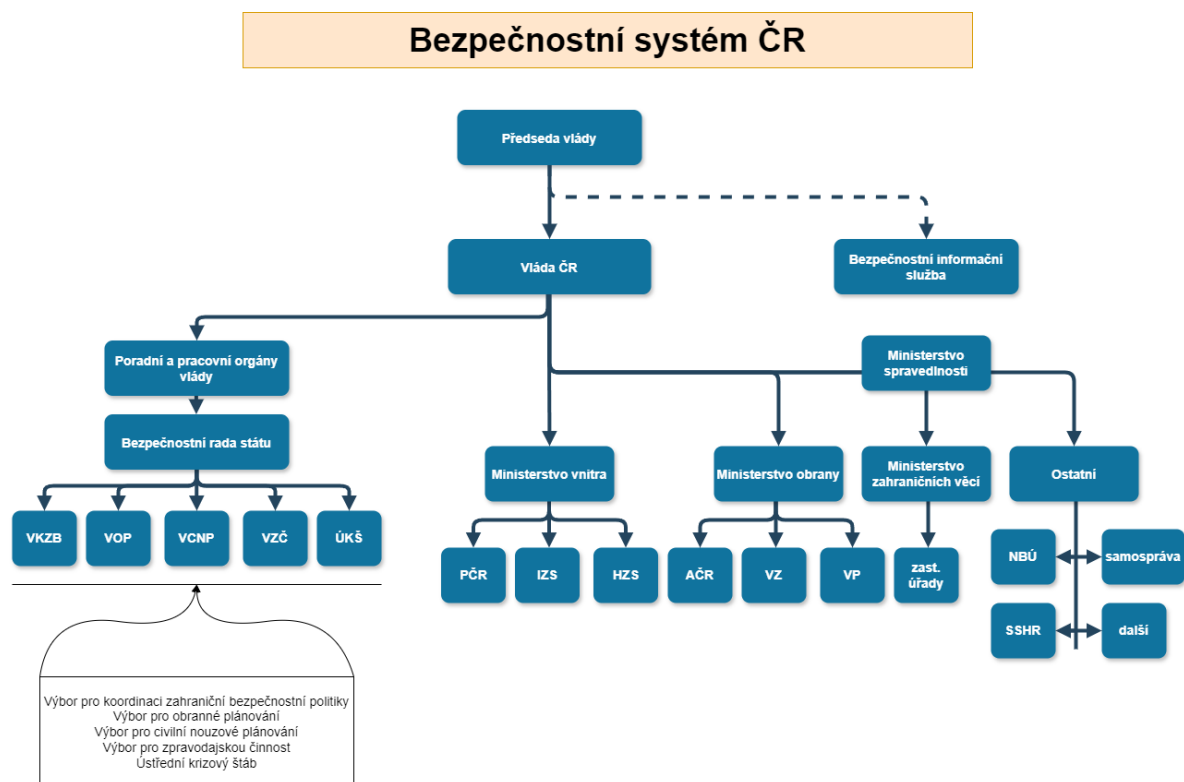 Bezpečnostní systém ČR
Předseda vlády
Vláda ČR
Bezpečnostní informační
služba
Poradní a pracovní orgány
vlády
Ministerstvo
spravedlnosti
Bezpečnostní rada státu
Ministerstvo vnitra
Ministerstvo obrany
Ministerstvo
zahraničních věcí
Ostatní
VKZB
VOP
VCNP
VZČ
ÚKŠ
PČR
IZS
HZS
AČR
VZ
VP
zast.
úřady
NBÚ
samospráva
SSHR
další
Výbor pro koordinaci zahraniční bezpečnostní politiky
Výbor pro obranné plánování
Výbor pro civilní nouzové plánování
Výbor pro zpravodajskou činnost
Ústřední krizový štáb